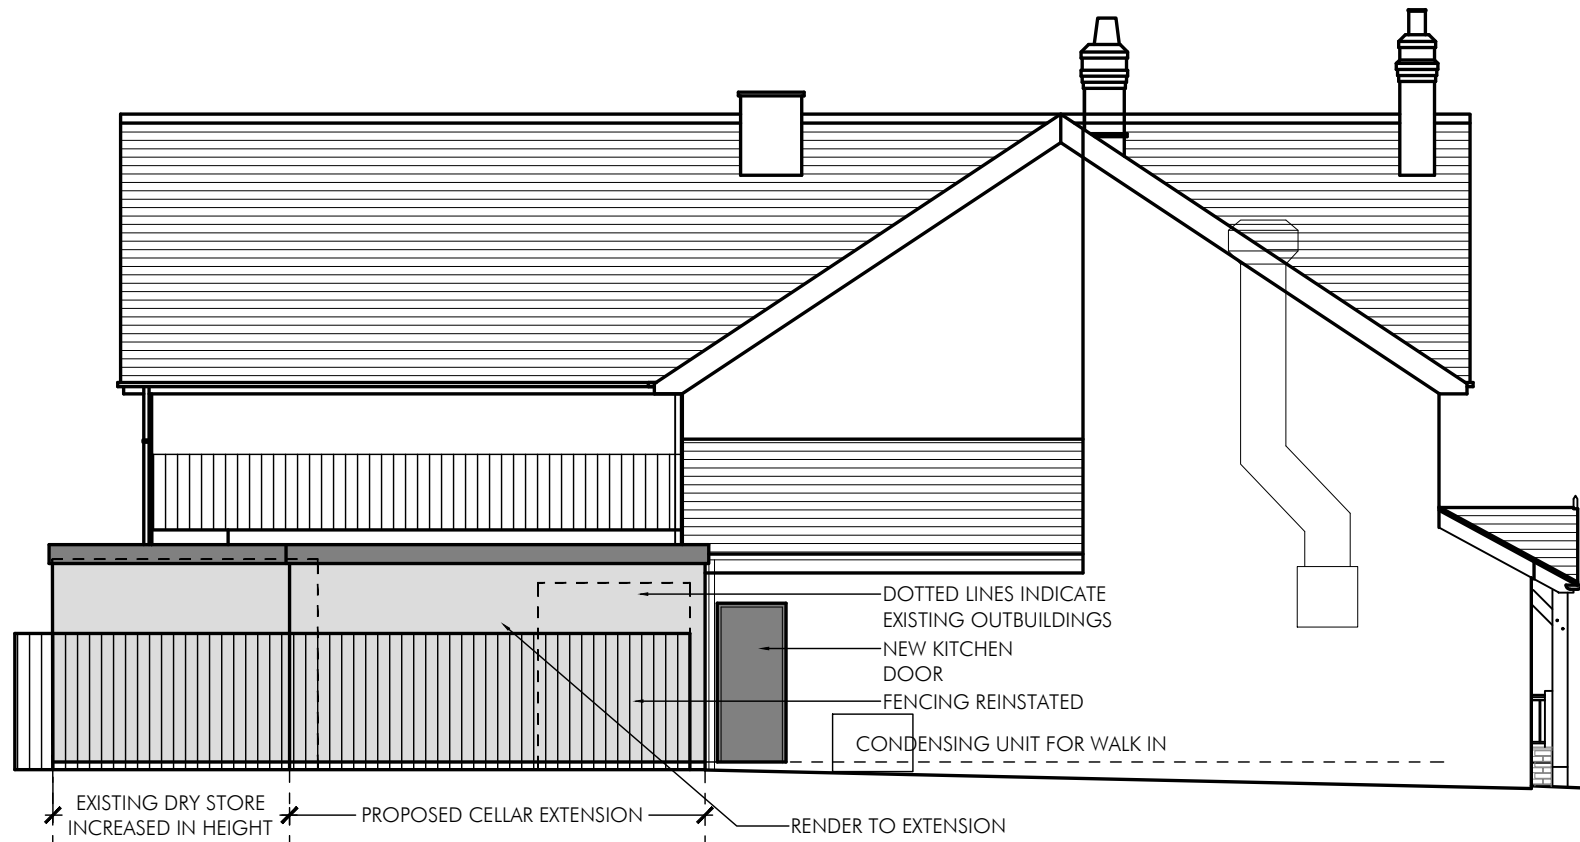 DOTTED LINES INDICATE
EXISTING OUTBUILDINGS
NEW KITCHEN
DOOR
FENCING REINSTATED
CONDENSING UNIT FOR WALK IN
EXISTING DRY STORE
INCREASED IN HEIGHT
PROPOSED CELLAR EXTENSION
RENDER TO EXTENSION